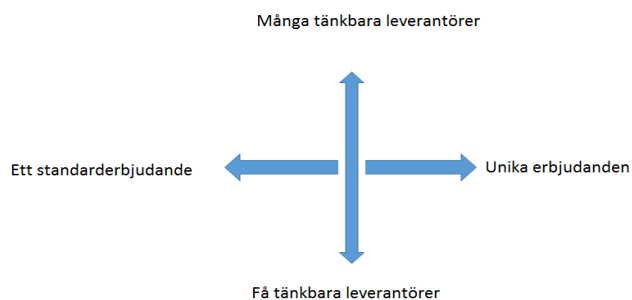 Många tänkbara leverantörer
Ett standarderbjudande
Unika erbjudanden
Få tänkbara leverantörer